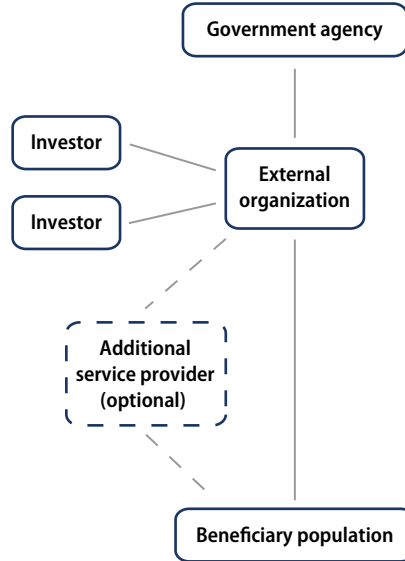 Government agency
Investor
External
organization
Investor
Additional
service provider
(optional)
Beneficiary population